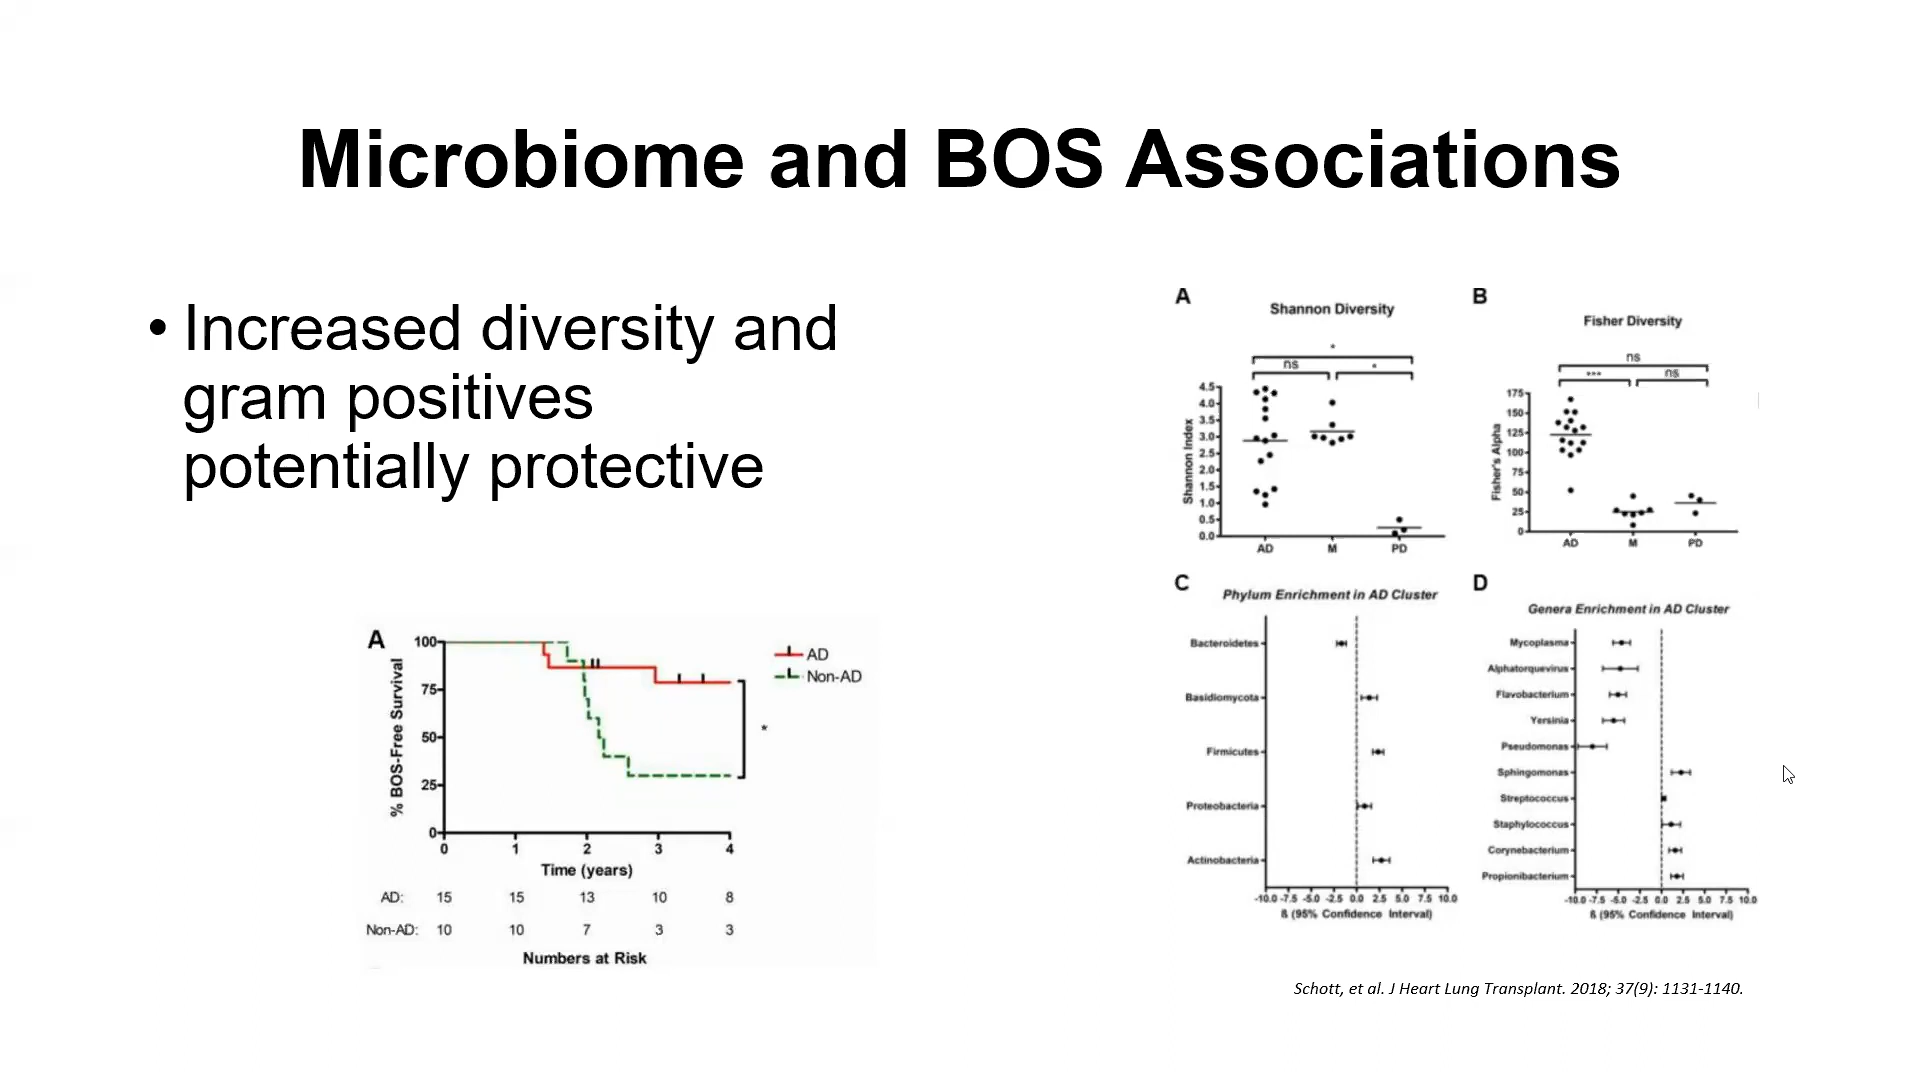 Microbiome and BOS Associations
• Increased diversity and
gram positives
potentially protective
A
% BOS-Free Survival
100
75
50
25
0
0 1 2 3 4
Time (years)
AD
Non-AD
*
AD: 15 15 13 10 8
Non-AD: 10 10 7 3 3
Numbers at Risk
A
Shannon Diversity
*
ns *
Shannon Index
4.5
4.0
3.5
3.0
2.5
2.0
1.5
1.0
0.5
0.0
AD M PD
B
Fisher Diversity
ns
*** ns
Fisher's Alpha
175
150
125
100
75
50
25
0
AD M PD
C
Phylum Enrichment in AD Cluster
Bacteroidetes
Basidiomycota
Firmicutes
Proteobacteria
Actinobacteria
-10.0 -7.5 -5.0 -2.5 0.0 2.5 5.0 7.5 10.0
ß (95% Confidence Interval)
D
Genera Enrichment in AD Cluster
Mycoplasma
Alphatorquevirus
Flavobacterium
Yersinia
Pseudomonas
Sphingomonas
Streptococcus
Staphylococcus
Corynebacterium
Propionibacterium
-10.0 -7.5 -5.0 -2.5 0.0 2.5 5.0 7.5 10.0
ß (95% Confidence Interval)
Schott, et al. J Heart Lung Transplant. 2018; 37(9): 1131-1140.